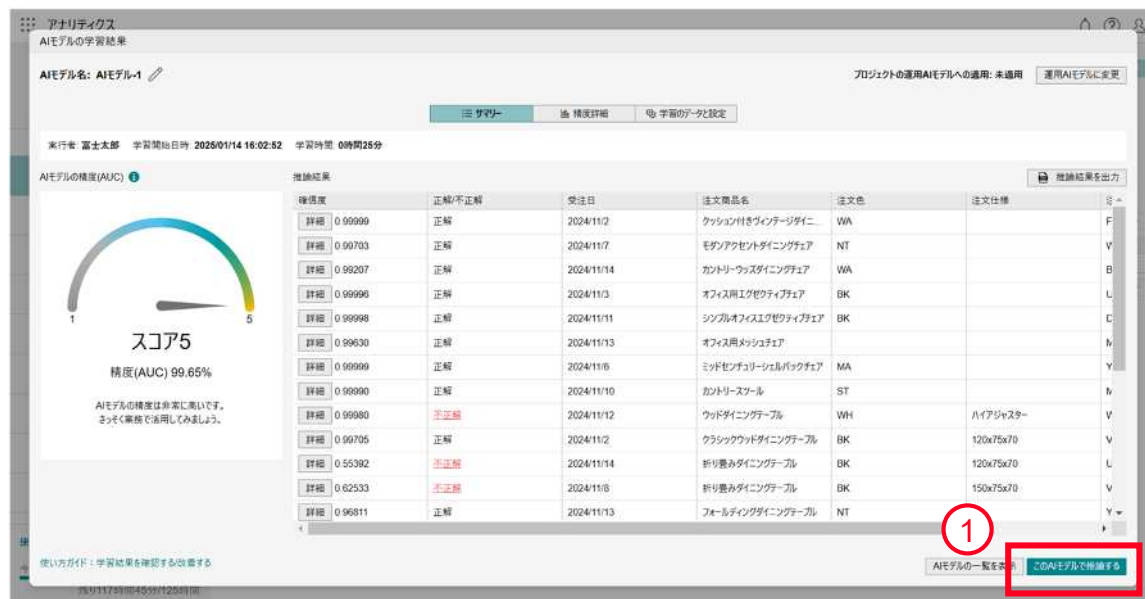 アナリティクス
AIモデルの学習結果
AIモデル名: AIモデル-1
プロジェクトの運用AIモデルへの適用: 未適用 運用AIモデルに変更
サマリー 精度詳細 学習のデータと設定
実行者 富士太郎 学習開始日時 2025/01/14 16:02:52 学習時間 0時間25分
AIモデルの精度(AUC) 推論結果 推論結果を出力
確信度 正解/不正解 受注日 注文商品名 注文色 注文仕様
詳細 0.99999 正解 2024/11/2 クッション付きヴィンテージダイニ... WA F
詳細 0.99703 正解 2024/11/7 モダンアクセントダイニングチェア NT
詳細 0.99207 正解 2024/11/14 カントリーウッズダイニングチェア WA B
詳細 0.99996 正解 2024/11/3 オフィス用エグゼクティブチェア BK
詳細 0.99998 正解 2024/11/11 シンプルオフィスエグゼクティブチェア BK
詳細 0.99630 正解 2024/11/13 オフィス用メッシュチェア
詳細 0.99999 正解 2024/11/6 ミッドセンチュリーシェルバックチェア MA Y
詳細 0.99990 正解 2024/11/10 カントリースツール ST
詳細 0.99980 不正解 2024/11/12 ウッドダイニングテーブル WH ハイアジャスター
詳細 0.99705 正解 2024/11/2 クラシックウッドダイニングテーブル BK 120x75x70
詳細 0.55392 不正解 2024/11/14 折り畳みダイニングテーブル BK 120x75x70
詳細 0.62533 不正解 2024/11/8 折り畳みダイニングテーブル BK 150x75x70
詳細 0.96811 正解 2024/11/13 フォールディングダイニングテーブル NT Y
1 5
スコア5
精度(AUC) 99.65%
AIモデルの精度は非常に高いです。
さっそく業務で活用してみましょう。
1
使い方ガイド：学習結果を確認する/改善する
AIモデルの一覧を表示 このAIモデルで推論する
残り117時間45分/125時間